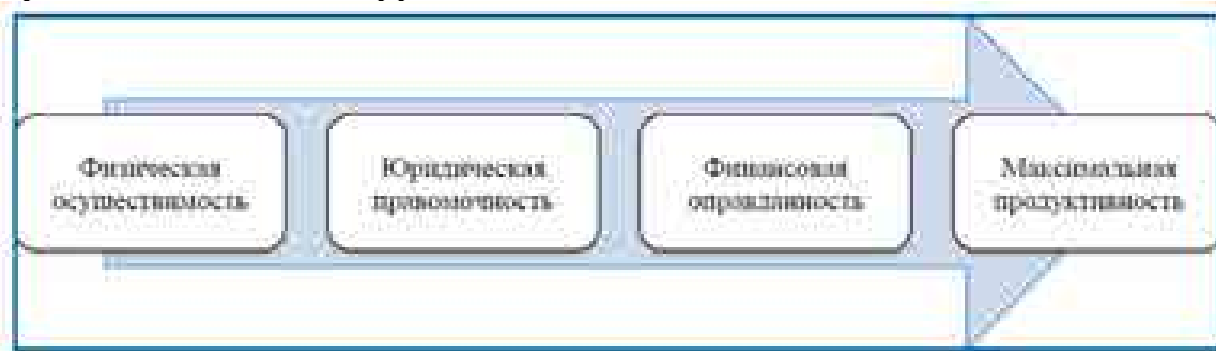 Физическая
осуществимость
Юридическая
правомочность
Финансовая
оправданность
Максимальная
продуктивность